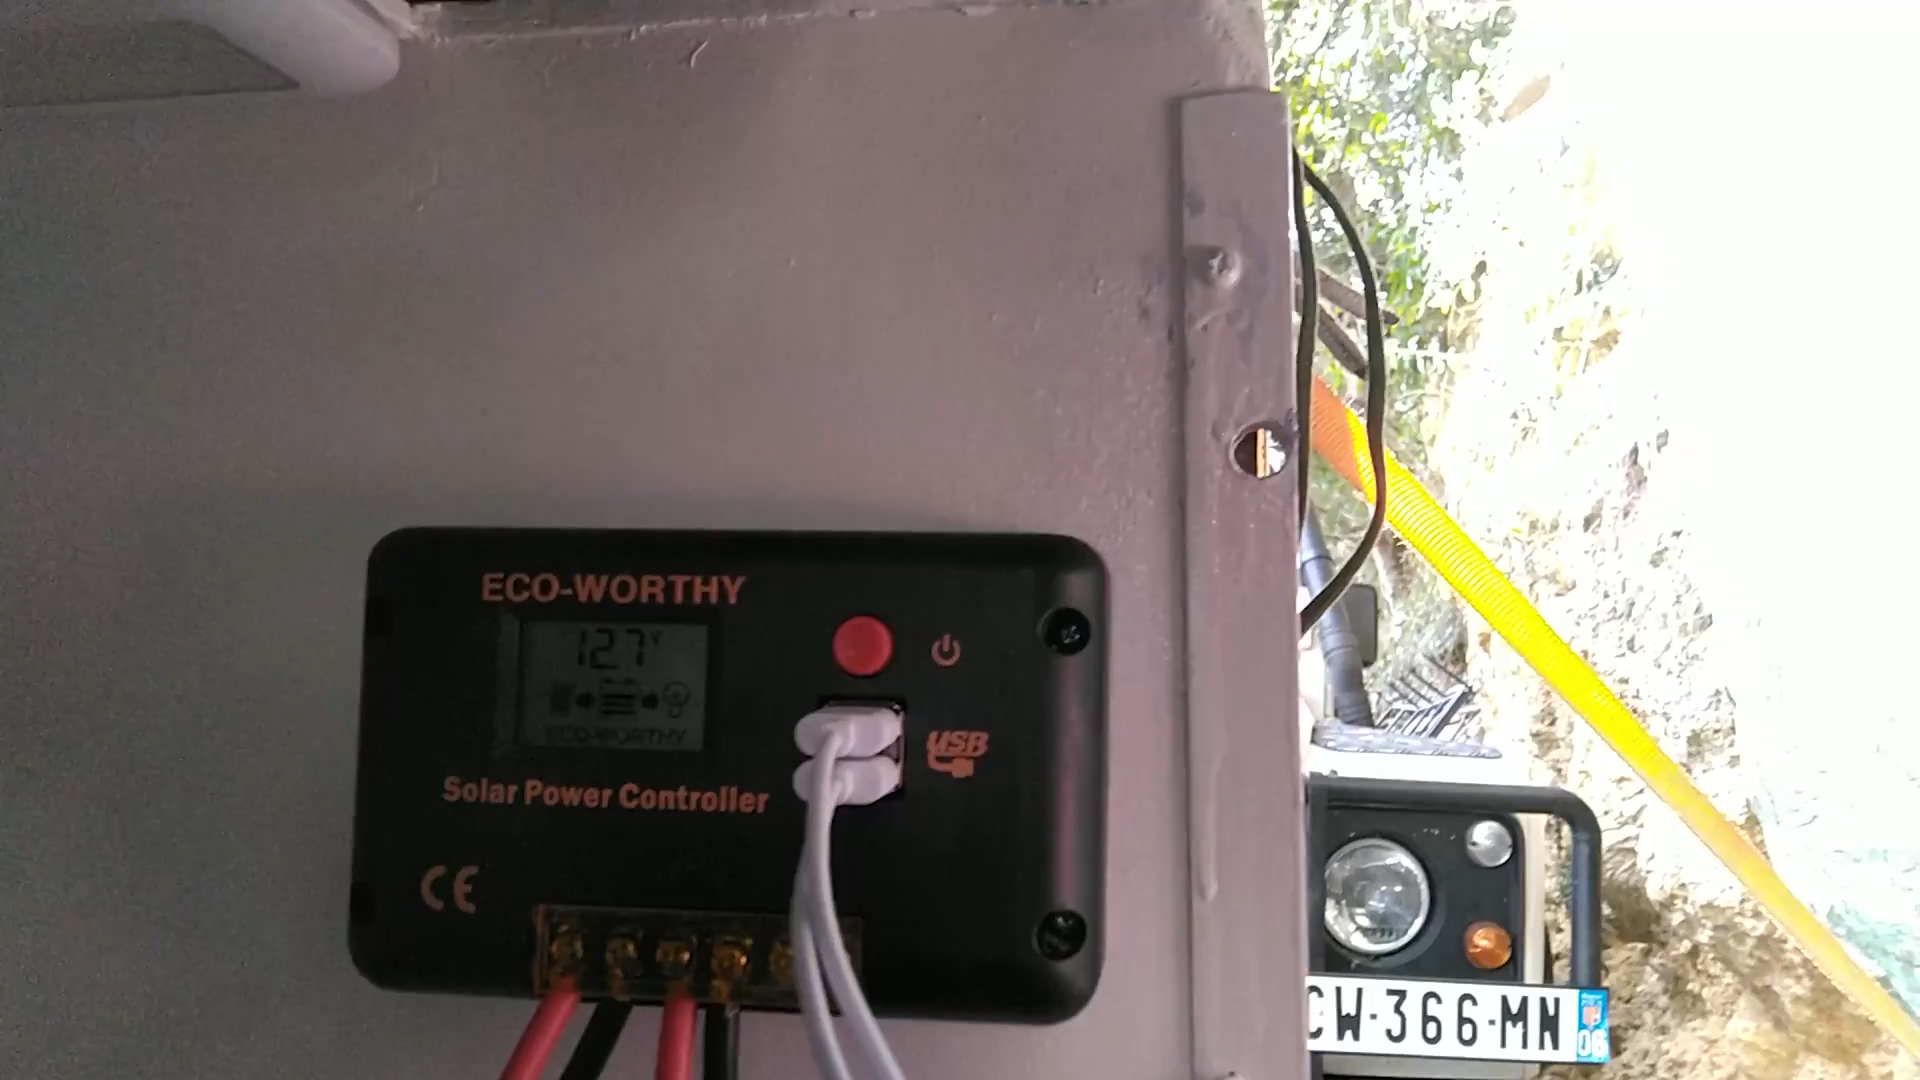 ECO-WORTHY
12.7V
ECO-WORTHY
USB
Solar Power Controller
CE
CW-366-MN
06